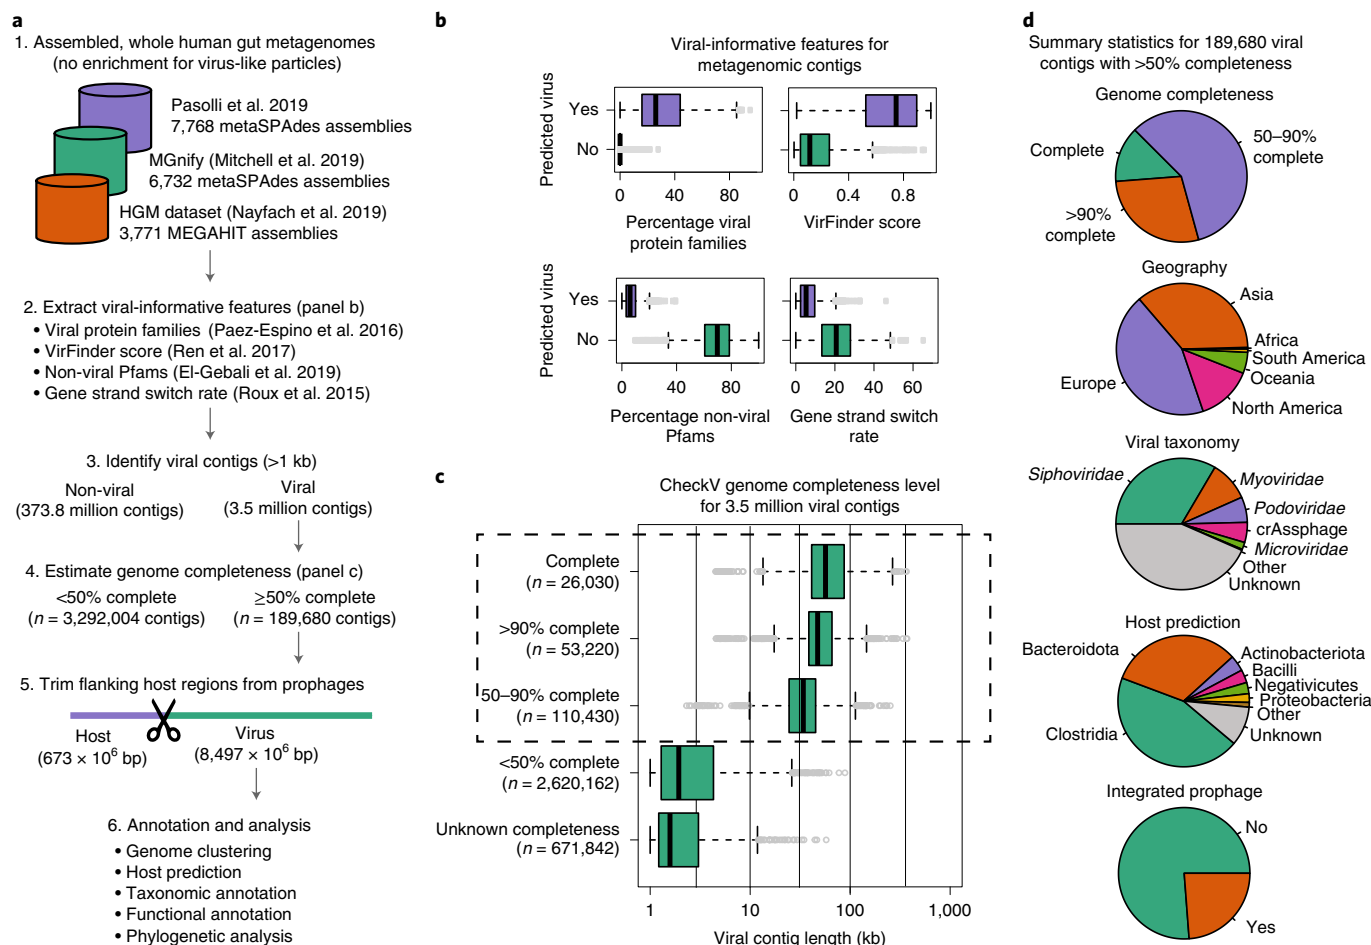 a
1. Assembled, whole human gut metagenomes
(no enrichment for virus-like particles)
Pasolli et al. 2019
7,768 metaSPAdes assemblies
MGnify (Mitchell et al. 2019)
6,732 metaSPAdes assemblies
HGM dataset (Nayfach et al. 2019)
3,771 MEGAHIT assemblies
2. Extract viral-informative features (panel b)
• Viral protein families (Paez-Espino et al. 2016)
• VirFinder score (Ren et al. 2017)
• Non-viral Pfams (El-Gebali et al. 2019)
• Gene strand switch rate (Roux et al. 2015)
3. Identify viral contigs (>1 kb)
Non-viral
(373.8 million contigs)
Viral
(3.5 million contigs)
4. Estimate genome completeness (panel c)
<50% complete
(n = 3,292,004 contigs)
≥50% complete
(n = 189,680 contigs)
5. Trim flanking host regions from prophages
Host
(673 × 10⁶ bp)
Virus
(8,497 × 10⁶ bp)
6. Annotation and analysis
• Genome clustering
• Host prediction
• Taxonomic annotation
• Functional annotation
• Phylogenetic analysis
b
Viral-informative features for
metagenomic contigs
Predicted virus
Yes
No
0 40 80
Percentage viral
protein families
0 0.4 0.8
VirFinder score
Predicted virus
Yes
No
0 40 80
Percentage non-viral
Pfams
0 20 40 60
Gene strand switch
rate
c
CheckV genome completeness level
for 3.5 million viral contigs
Complete
(n = 26,030)
>90% complete
(n = 53,220)
50–90% complete
(n = 110,430)
<50% complete
(n = 2,620,162)
Unknown completeness
(n = 671,842)
1 10 100 1,000
Viral contig length (kb)
d
Summary statistics for 189,680 viral
contigs with >50% completeness
Genome completeness
50–90%
complete
Complete
>90%
complete
Geography
Asia
Africa
South America
Oceania
North America
Europe
Viral taxonomy
Siphoviridae
Myoviridae
Podoviridae
crAssphage
Microviridae
Other
Unknown
Host prediction
Bacteroidota
Actinobacteriota
Bacilli
Negativicutes
Proteobacteria
Other
Unknown
Clostridia
Integrated prophage
No
Yes